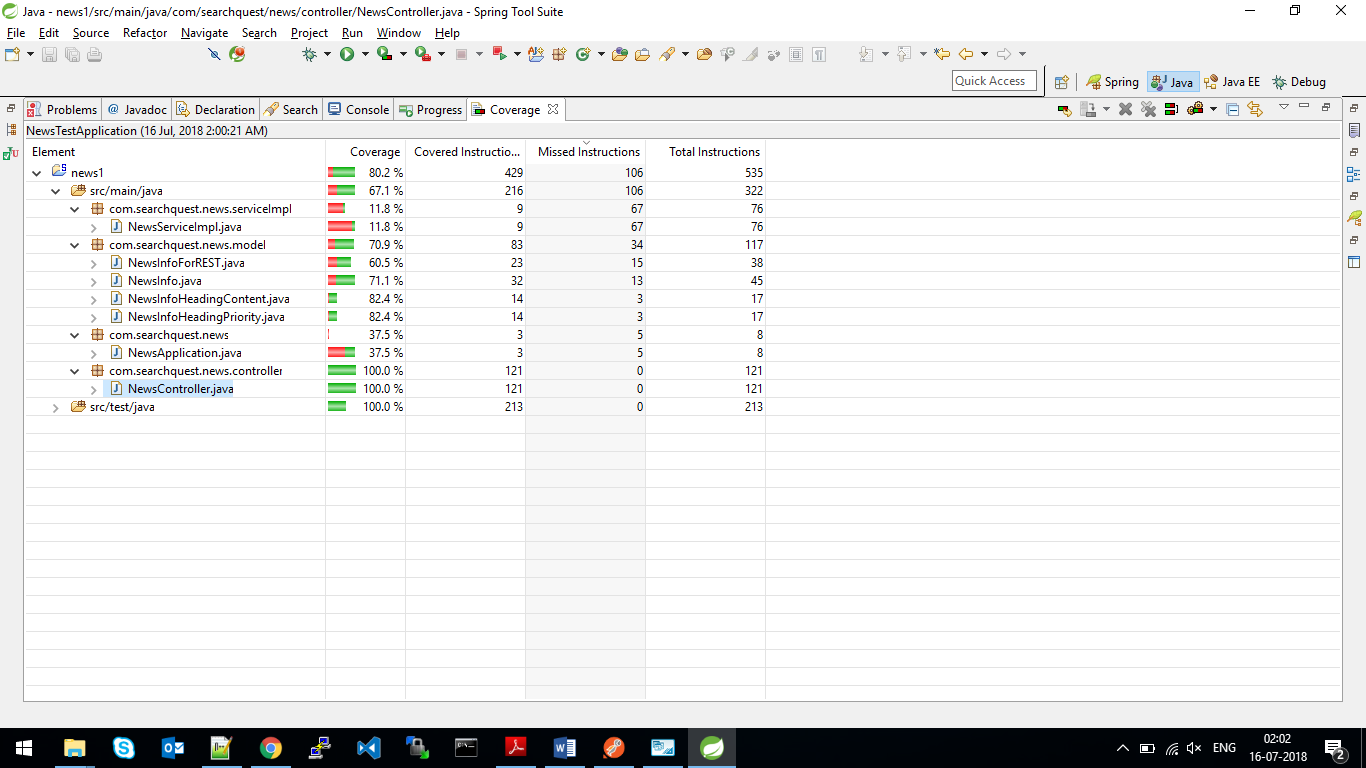 Java - news1/src/main/java/com/searchquest/news/controller/NewsController.java - Spring Tool Suite
File Edit Source Refactor Navigate Search Project Run Window Help
Quick Access Spring Java Java EE Debug
Problems @ Javadoc Declaration Search Console Progress Coverage
NewsTestApplication (16 Jul, 2018 2:00:21 AM)
Element Coverage Covered Instructio... Missed Instructions Total Instructions
news1 80.2 % 429 106 535
src/main/java 67.1 % 216 106 322
com.searchquest.news.serviceImpl 11.8 % 9 67 76
NewsServiceImpl.java 11.8 % 9 67 76
com.searchquest.news.model 70.9 % 83 34 117
NewsInfoForREST.java 60.5 % 23 15 38
NewsInfo.java 71.1 % 32 13 45
NewsInfoHeadingContent.java 82.4 % 14 3 17
NewsInfoHeadingPriority.java 82.4 % 14 3 17
com.searchquest.news 37.5 % 3 5 8
NewsApplication.java 37.5 % 3 5 8
com.searchquest.news.controller 100.0 % 121 0 121
NewsController.java 100.0 % 121 0 121
src/test/java 100.0 % 213 0 213
ENG 02:02
16-07-2018 2